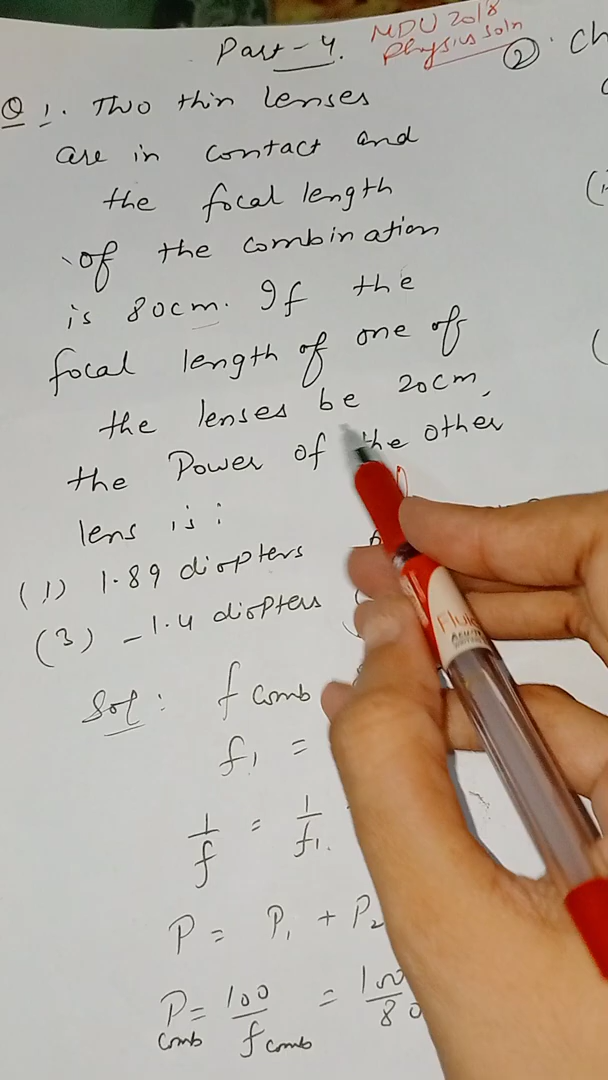 Part-4.
MDU 2018
Physics Soln
② . Ch
Q 1. Two thin lenses
are in contact and
the focal length
of the combination
is 80cm. If the
focal length of one of
the lenses be 20cm,
the Power of the other
lens is:
(1) 1.89 diopters
(3) -1.4 diopters
Sol: f comb
f1 =
1/f = 1/f1.
P = P1 + P2
P comb = 100/f comb = 100/80